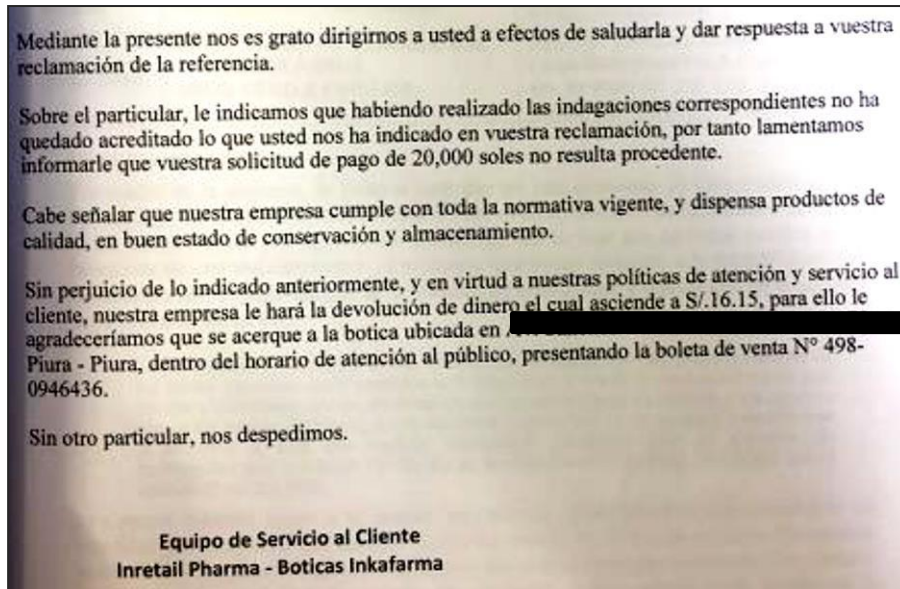 Mediante la presente nos es grato dirigirnos a usted a efectos de saludarla y dar respuesta a vuestra
reclamación de la referencia.
Sobre el particular, le indicamos que habiendo realizado las indagaciones correspondientes no ha
quedado acreditado lo que usted nos ha indicado en vuestra reclamación, por tanto lamentamos
informarle que vuestra solicitud de pago de 20,000 soles no resulta procedente.
Cabe señalar que nuestra empresa cumple con toda la normativa vigente, y dispensa productos de
calidad, en buen estado de conservación y almacenamiento.
Sin perjuicio de lo indicado anteriormente, y en virtud a nuestras políticas de atención y servicio al
cliente, nuestra empresa le hará la devolución de dinero el cual asciende a S/.16.15, para ello le
agradeceríamos que se acerque a la botica ubicada en
Piura - Piura, dentro del horario de atención al público, presentando la boleta de venta N° 498-
0946436.
Sin otro particular, nos despedimos.
Equipo de Servicio al Cliente
Inretail Pharma - Boticas Inkafarma